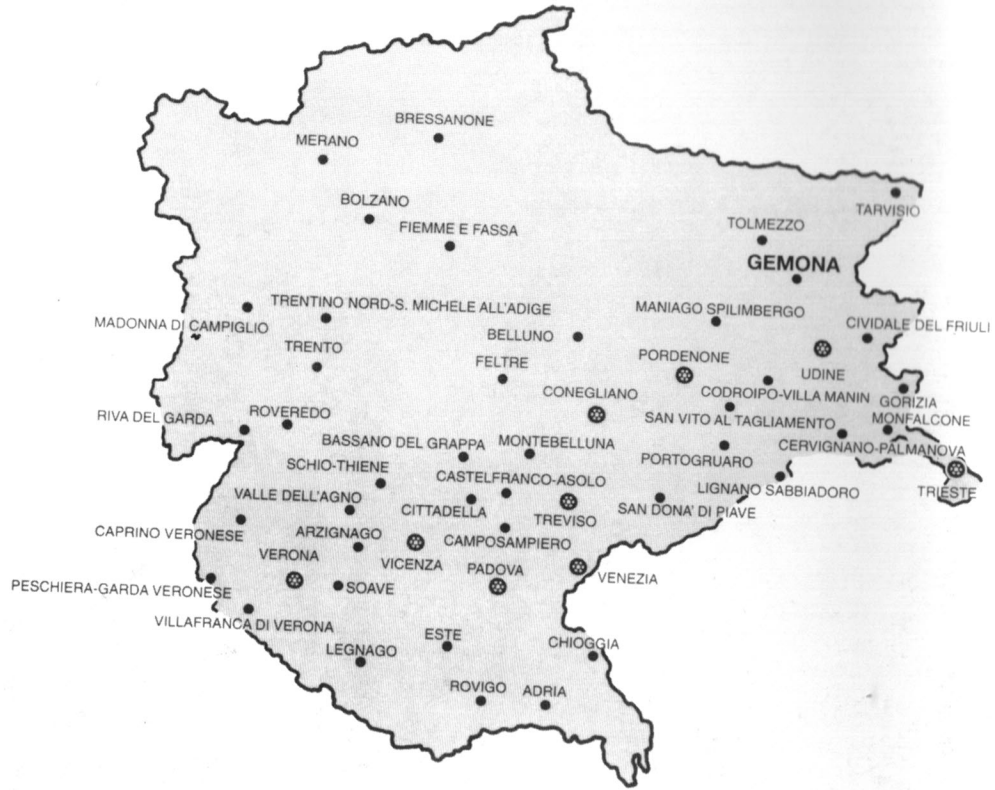 BRESSANONE
MERANO
BOLZANO
TARVISIO
TOLMEZZO
FIEMME E FASSA
GEMONA
TRENTINO NORD-S. MICHELE ALL'ADIGE
MANIAGO SPILIMBERGO
MADONNA DI CAMPIGLIO
CIVIDALE DEL FRIULI
BELLUNO
TRENTO
PORDENONE
FELTRE
UDINE
CONEGLIANO
CODROIPO-VILLA MANIN
GORIZIA
RIVA DEL GARDA
ROVEREDO
SAN VITO AL TAGLIAMENTO
MONFALCONE
BASSANO DEL GRAPPA
MONTEBELLUNA
CERVIGNANO-PALMANOVA
SCHIO-THIENE
PORTOGRUARO
CASTELFRANCO-ASOLO
LIGNANO SABBIADORO
TRIESTE
VALLE DELL'AGNO
CITTADELLA
TREVISO
SAN DONA' DI PIAVE
CAPRINO VERONESE
ARZIGNAGO
CAMPOSAMPIERO
VERONA
VICENZA
PADOVA
VENEZIA
PESCHIERA-GARDA VERONESE
SOAVE
VILLAFRANCA DI VERONA
ESTE
CHIOGGIA
LEGNAGO
ROVIGO
ADRIA